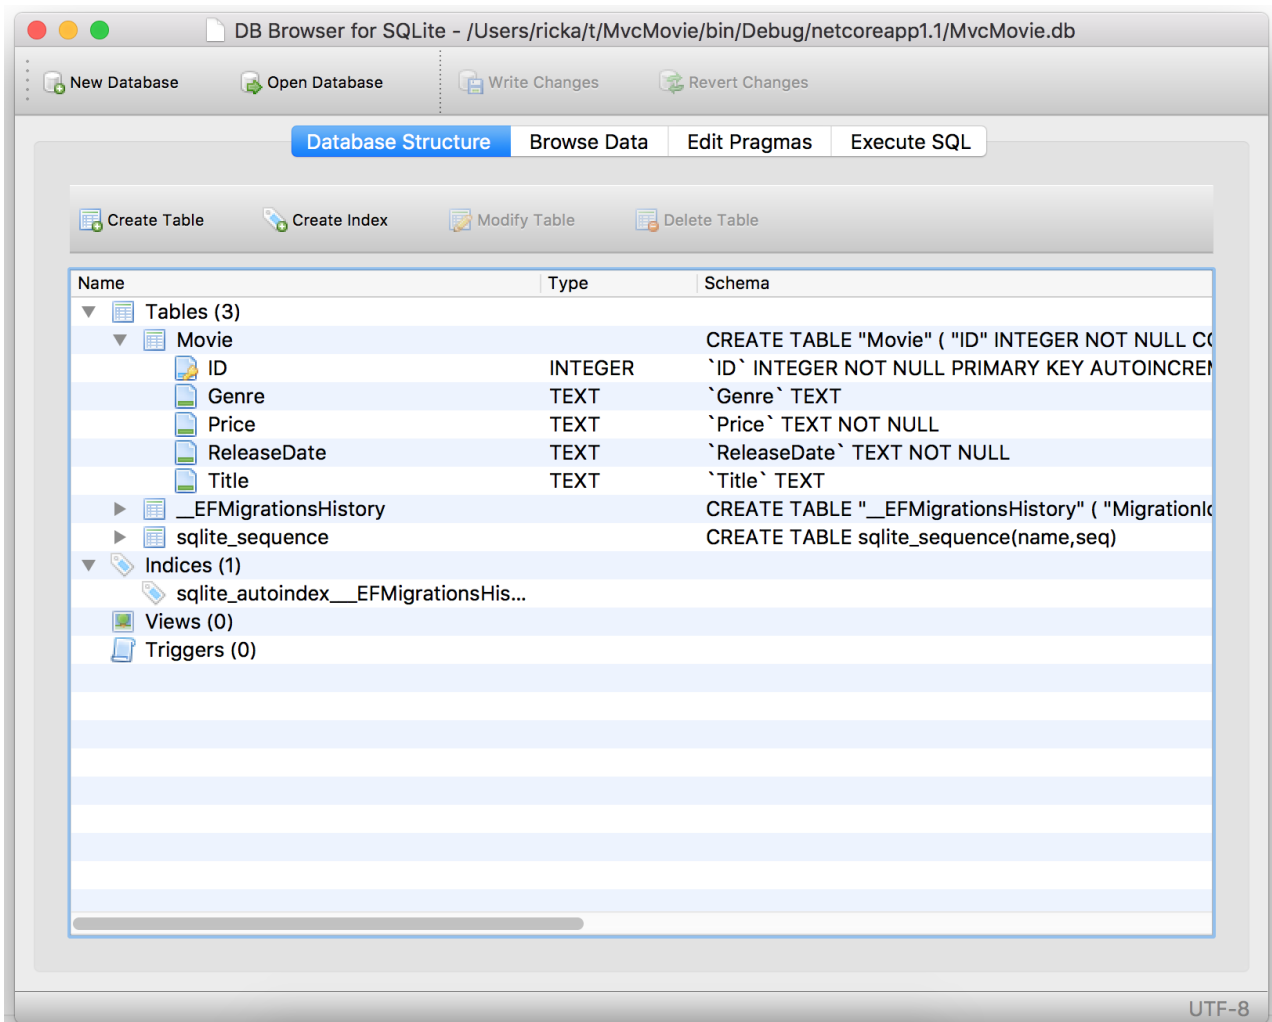 DB Browser for SQLite - /Users/ricka/t/MvcMovie/bin/Debug/netcoreapp1.1/MvcMovie.db
New Database Open Database Write Changes Revert Changes
Database Structure Browse Data Edit Pragmas Execute SQL
Create Table Create Index Modify Table Delete Table
Name Type Schema
Tables (3)
Movie CREATE TABLE "Movie" ( "ID" INTEGER NOT NULL CO
ID INTEGER `ID` INTEGER NOT NULL PRIMARY KEY AUTOINCREM
Genre TEXT `Genre` TEXT
Price TEXT `Price` TEXT NOT NULL
ReleaseDate TEXT `ReleaseDate` TEXT NOT NULL
Title TEXT `Title` TEXT
__EFMigrationsHistory CREATE TABLE "__EFMigrationsHistory" ( "MigrationId
sqlite_sequence CREATE TABLE sqlite_sequence(name,seq)
Indices (1)
sqlite_autoindex___EFMigrationsHis...
Views (0)
Triggers (0)
UTF-8